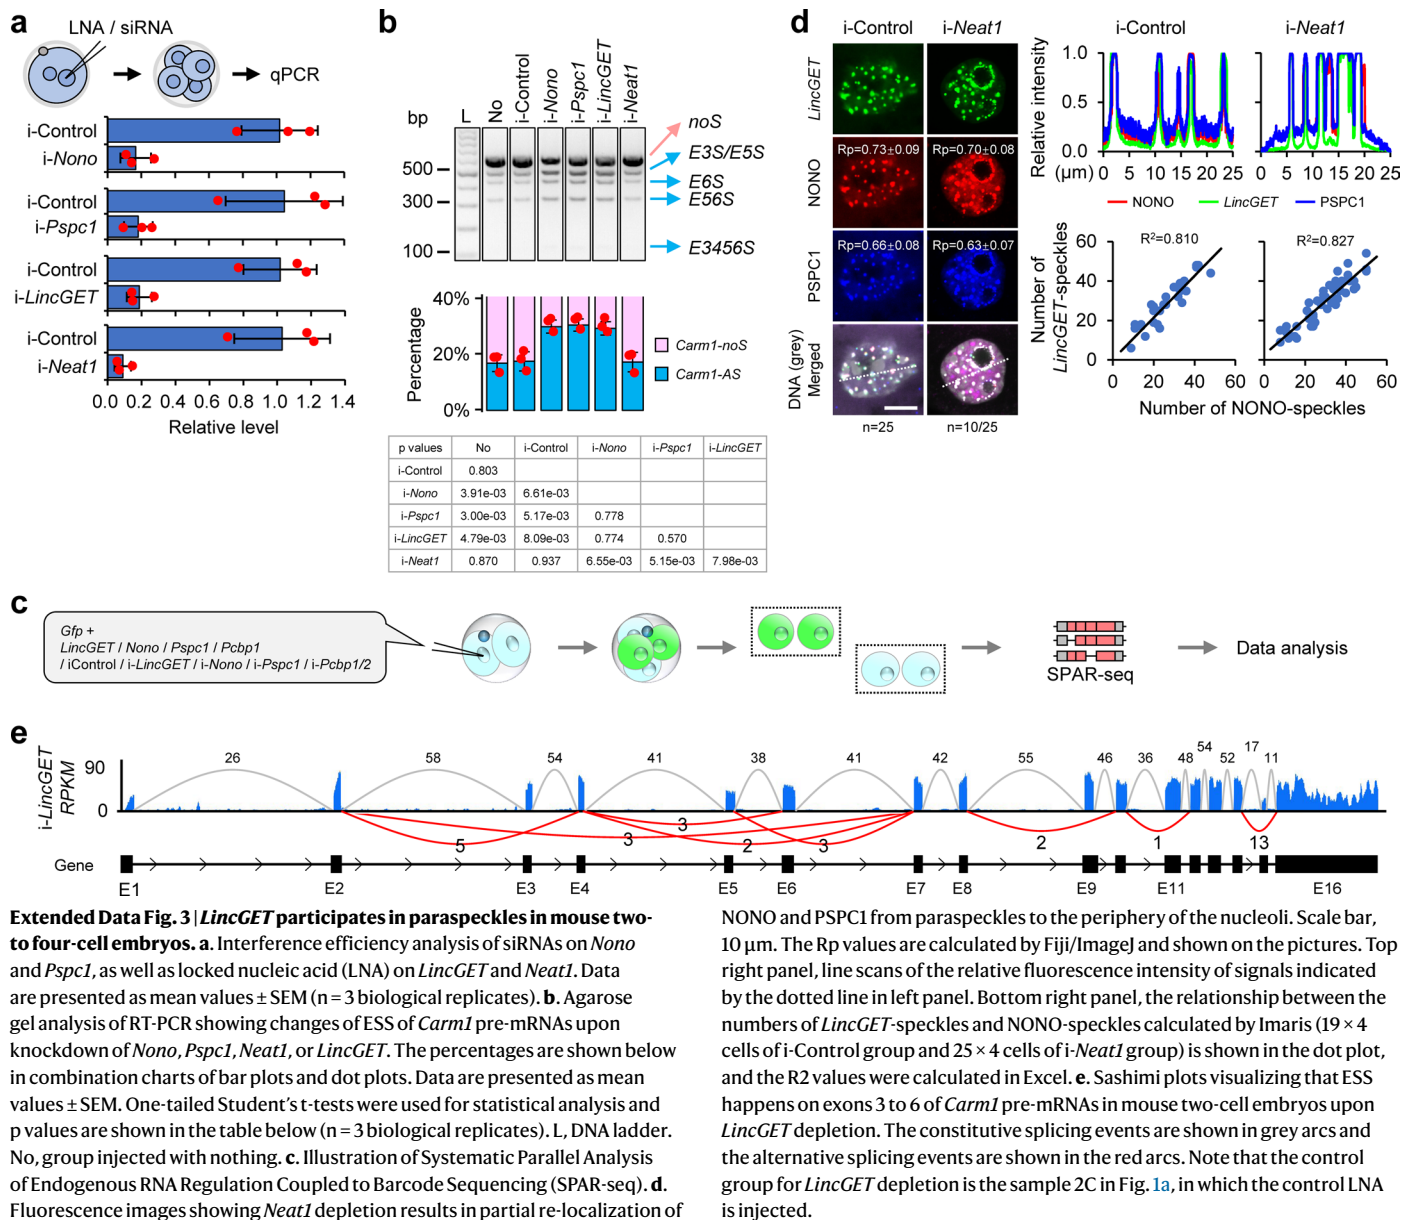 a
LNA / siRNA
qPCR
i-Control
i-Nono
i-Control
i-Pspc1
i-Control
i-LincGET
i-Control
i-Neat1
0.0 0.2 0.4 0.6 0.8 1.0 1.2 1.4
Relative level
b
bp
L
No
i-Control
i-Nono
i-Pspc1
i-LincGET
i-Neat1
500
300
100
noS
E3S/E5S
E6S
E56S
E3456S
Percentage
40%
20%
0%
Carm1-noS
Carm1-AS
p values No i-Control i-Nono i-Pspc1 i-LincGET
i-Control 0.803
i-Nono 3.91e-03 6.61e-03
i-Pspc1 3.00e-03 5.17e-03 0.778
i-LincGET 4.79e-03 8.09e-03 0.774 0.570
i-Neat1 0.870 0.937 6.55e-03 5.15e-03 7.98e-03
d
i-Control i-Neat1
LincGET
NONO
Rp=0.73±0.09 Rp=0.70±0.08
PSPC1
Rp=0.66±0.08 Rp=0.63±0.07
DNA (grey)
Merged
n=25 n=10/25
i-Control i-Neat1
Relative intensity
1.0 1.0
0.5 0.5
0.0 0.0
(μm) 0 5 10 15 20 25 0 5 10 15 20 25
NONO LincGET PSPC1
Number of
LincGET-speckles
60 60
40 40
20 20
0 0
R²=0.810 R²=0.827
0 20 40 60 0 20 40 60
Number of NONO-speckles
c
Gfp +
LincGET / Nono / Pspc1 / Pcbp1
/ iControl / i-LincGET / i-Nono / i-Pspc1 / i-Pcbp1/2
SPAR-seq
Data analysis
e
i-LincGET
RPKM
90
0
26 58 54 41 38 41 42 55 46 36 48 54 52 17 11
5 3 3 2 3 2 1 13
Gene
E1 E2 E3 E4 E5 E6 E7 E8 E9 E11 E16
Extended Data Fig. 3 | LincGET participates in paraspeckles in mouse two-
to four-cell embryos. a. Interference efficiency analysis of siRNAs on Nono
and Pspc1, as well as locked nucleic acid (LNA) on LincGET and Neat1. Data
are presented as mean values ± SEM (n = 3 biological replicates). b. Agarose
gel analysis of RT-PCR showing changes of ESS of Carm1 pre-mRNAs upon
knockdown of Nono, Pspc1, Neat1, or LincGET. The percentages are shown below
in combination charts of bar plots and dot plots. Data are presented as mean
values ± SEM. One-tailed Student's t-tests were used for statistical analysis and
p values are shown in the table below (n = 3 biological replicates). L, DNA ladder.
No, group injected with nothing. c. Illustration of Systematic Parallel Analysis
of Endogenous RNA Regulation Coupled to Barcode Sequencing (SPAR-seq). d.
Fluorescence images showing Neat1 depletion results in partial re-localization of
NONO and PSPC1 from paraspeckles to the periphery of the nucleoli. Scale bar,
10 μm. The Rp values are calculated by Fiji/ImageJ and shown on the pictures. Top
right panel, line scans of the relative fluorescence intensity of signals indicated
by the dotted line in left panel. Bottom right panel, the relationship between the
numbers of LincGET-speckles and NONO-speckles calculated by Imaris (19 × 4
cells of i-Control group and 25 × 4 cells of i-Neat1 group) is shown in the dot plot,
and the R2 values were calculated in Excel. e. Sashimi plots visualizing that ESS
happens on exons 3 to 6 of Carm1 pre-mRNAs in mouse two-cell embryos upon
LincGET depletion. The constitutive splicing events are shown in grey arcs and
the alternative splicing events are shown in the red arcs. Note that the control
group for LincGET depletion is the sample 2C in Fig. 1a, in which the control LNA
is injected.